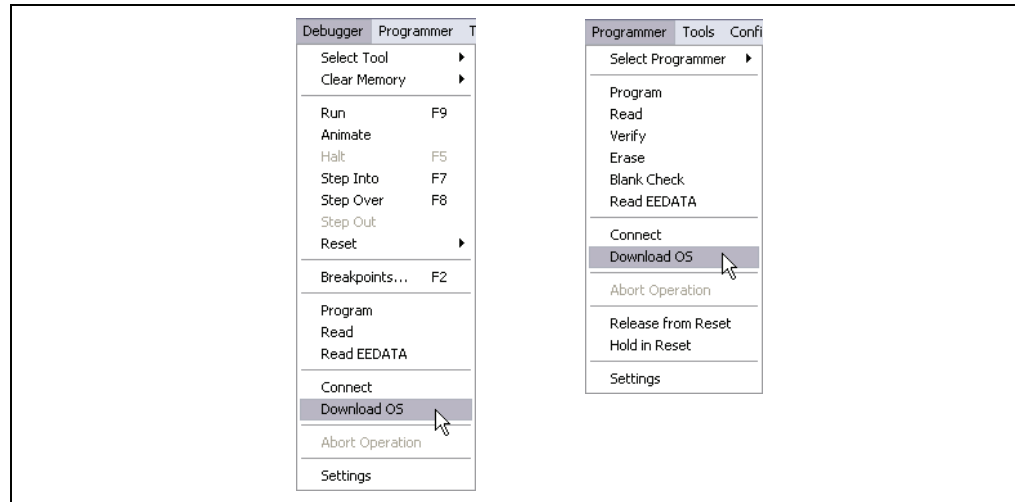 Debugger Programmer T
Select Tool
Clear Memory
Run F9
Animate
Halt F5
Step Into F7
Step Over F8
Step Out
Reset
Breakpoints... F2
Program
Read
Read EEDATA
Connect
Download OS
Abort Operation
Settings
Programmer Tools Confi
Select Programmer
Program
Read
Verify
Erase
Blank Check
Read EEDATA
Connect
Download OS
Abort Operation
Release from Reset
Hold in Reset
Settings